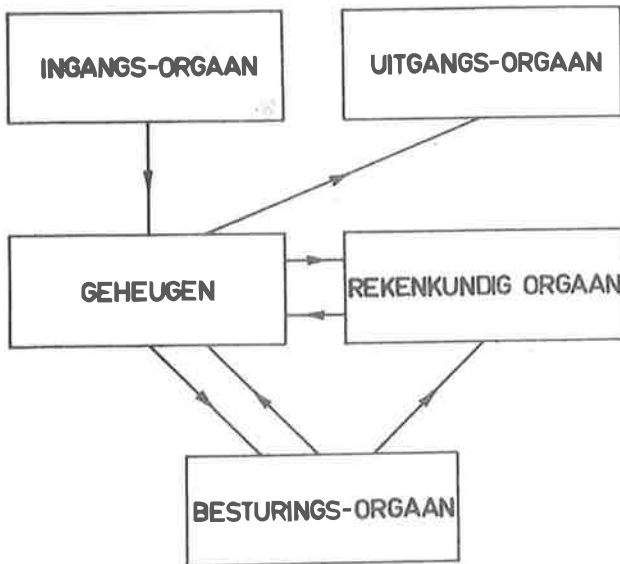 INGANGS-ORGAAN
UITGANGS-ORGAAN
GEHEUGEN
REKENKUNDIG ORGAAN
BESTURINGS-ORGAAN